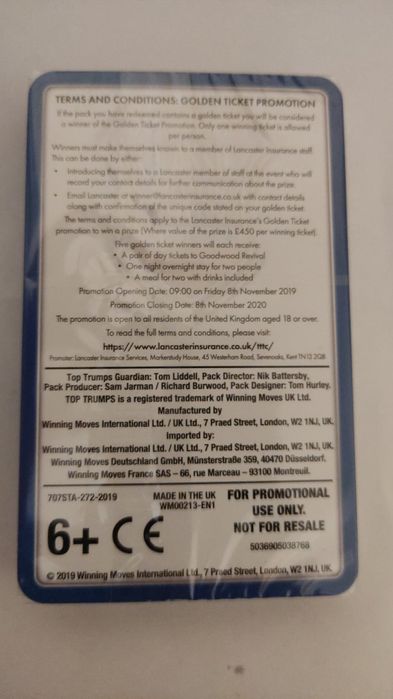 TERMS AND CONDITIONS: GOLDEN TICKET PROMOTION
If the pack you have redeemed contains a golden ticket you will be considered
a winner of the Golden Ticket Promotion. Only one winning ticket is allowed
per person.
Winners must make themselves known to a member of Lancaster Insurance staff.
This can be done by either:
• Introducing themselves to a Lancaster member of staff at the event who will
record your contact details for further communication about the prize.
• Email Lancaster at winner@lancasterinsurance.co.uk with contact details
along with confirmation of the unique code stated on your golden ticket.
The terms and conditions apply to the Lancaster Insurance's Golden Ticket
promotion to win a prize (Where value of the prize is £450 per winning ticket).
Five golden ticket winners will each receive:
• A pair of day tickets to Goodwood Revival
• One night overnight stay for two people
• A meal for two with drinks included
Promotion Opening Date: 09:00 on Friday 8th November 2019
Promotion Closing Date: 8th November 2020
The promotion is open to all residents of the United Kingdom aged 18 or over.
To read the full terms and conditions, please visit:
https://www.lancasterinsurance.co.uk/tttc/
Promoter: Lancaster Insurance Services, Markerstudy House, 45 Westerham Road, Sevenoaks, Kent TN13 2QB
Top Trumps Guardian: Tom Liddell, Pack Director: Nik Battersby,
Pack Producer: Sam Jarman / Richard Burwood, Pack Designer: Tom Hurley.
TOP TRUMPS is a registered trademark of Winning Moves UK Ltd.
Manufactured by
Winning Moves International Ltd. / UK Ltd., 7 Praed Street, London, W2 1NJ, UK.
Imported by:
Winning Moves International Ltd. / UK Ltd., 7 Praed Street, London, W2 1NJ, UK.
Winning Moves Deutschland GmbH, Münsterstraße 359, 40470 Düsseldorf.
Winning Moves France SAS – 66, rue Marceau – 93100 Montreuil.
707STA-272-2019
MADE IN THE UK
WM00213-EN1
6+ CE
FOR PROMOTIONAL
USE ONLY.
NOT FOR RESALE
5036905038768
© 2019 Winning Moves International Ltd., 7 Praed Street, London, W2 1NJ, UK.